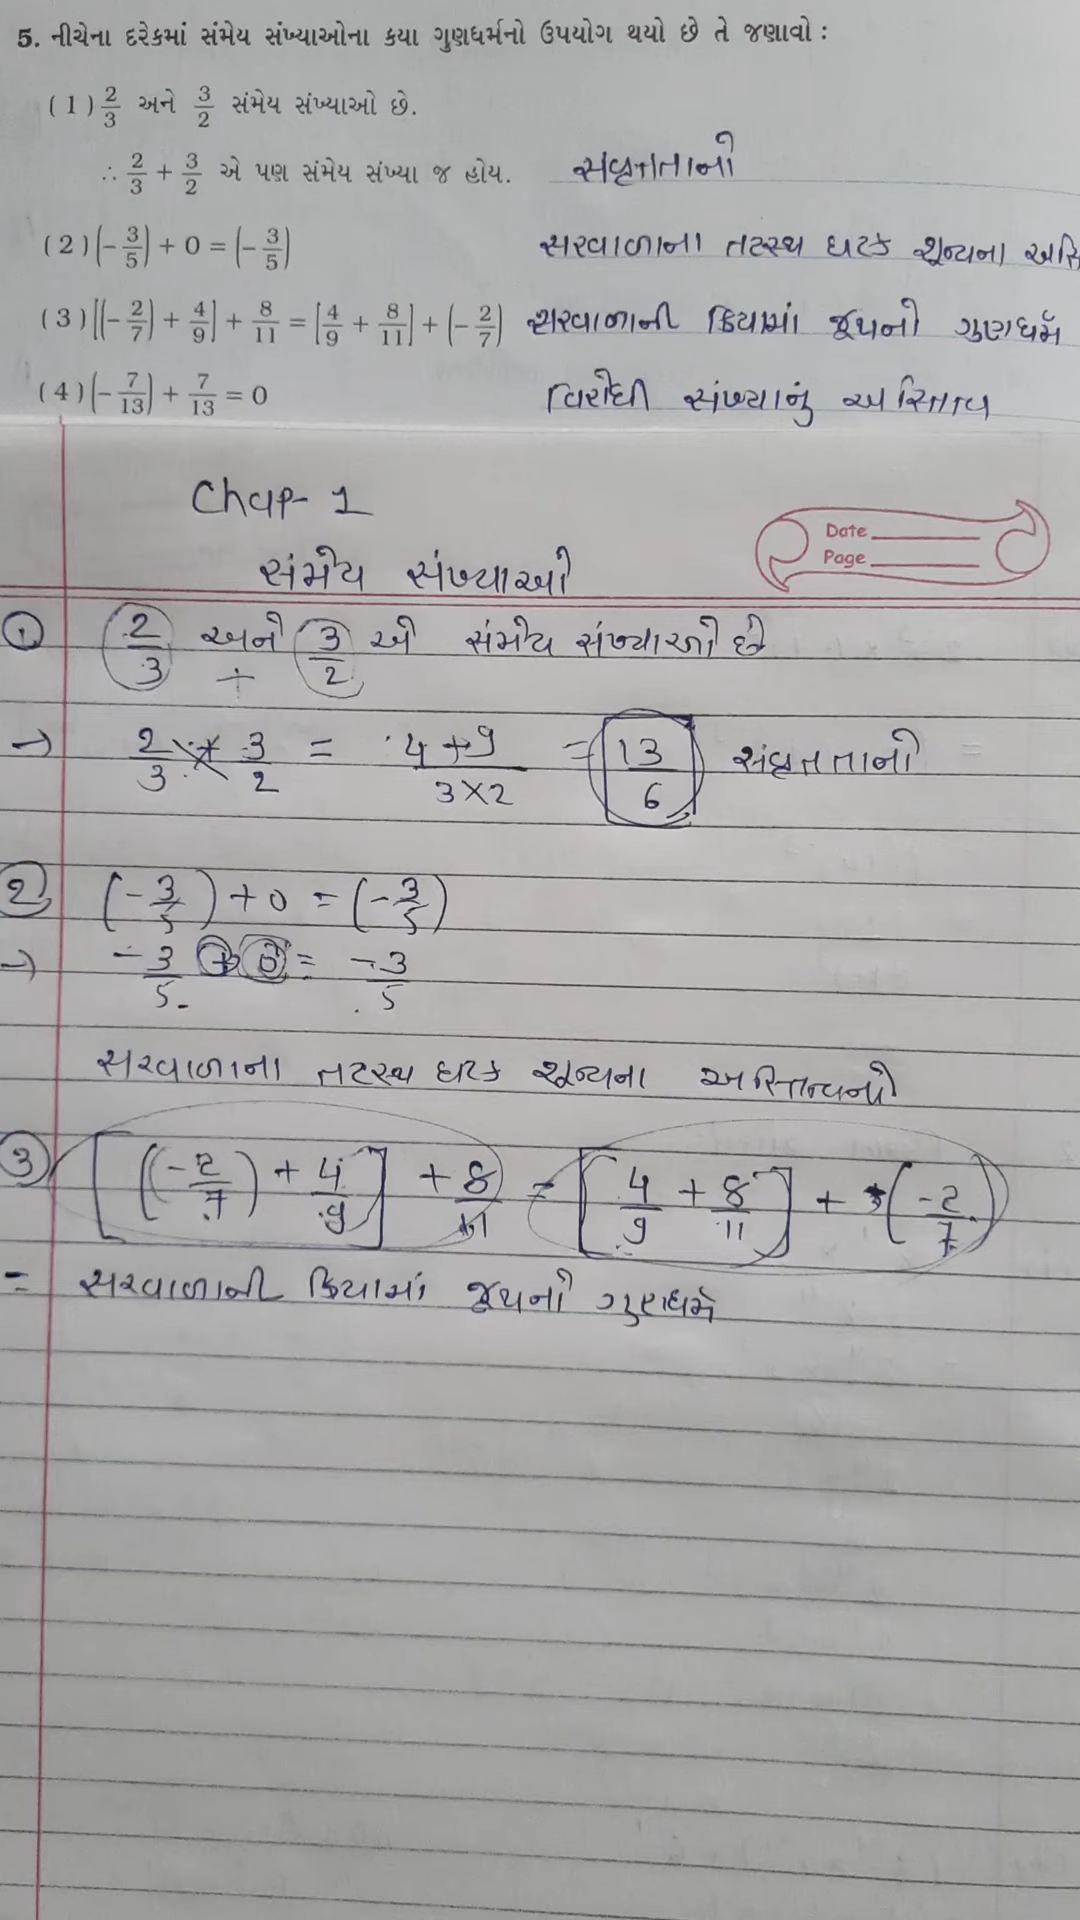 5. નીચેના દરેકમાં સંમેય સંખ્યાઓના કયા ગુણધર્મનો ઉપયોગ થયો છે તે જણાવો :
(1) 2/3 અને 3/2 સંમેય સંખ્યાઓ છે.
∴ 2/3 + 3/2 એ પણ સંમેય સંખ્યા જ હોય. સંવૃત્તતાનો
(2) (-3/5) + 0 = (-3/5) સરવાળાના તટસ્થ ઘટક શૂન્યના અસ્તિ
(3) [(-2/7) + 4/9] + 8/11 = [4/9 + 8/11] + (-2/7) સરવાળાની ક્રિયામાં જૂથનો ગુણધર્મ
(4) (-7/13) + 7/13 = 0 વિરોધી સંખ્યાનું અસ્તિત્વ
Chap-1
Date
Page
સંમેય સંખ્યાઓ
① 2/3 અને 3/2 એ સંમેય સંખ્યાઓ છે
+
→ 2/3 + 3/2 = 4+9/3×2 = 13/6 સંવૃત્તતાનો
② (-3/5) + 0 = (-3/5)
→ -3/5 + 0 = -3/5
સરવાળાના તટસ્થ ઘટક શૂન્યના અસ્તિત્વનો
③ [(-2/7) + 4/9] + 8/11 = [4/9 + 8/11] + (-2/7)
= સરવાળાની ક્રિયામાં જૂથનો ગુણધર્મ